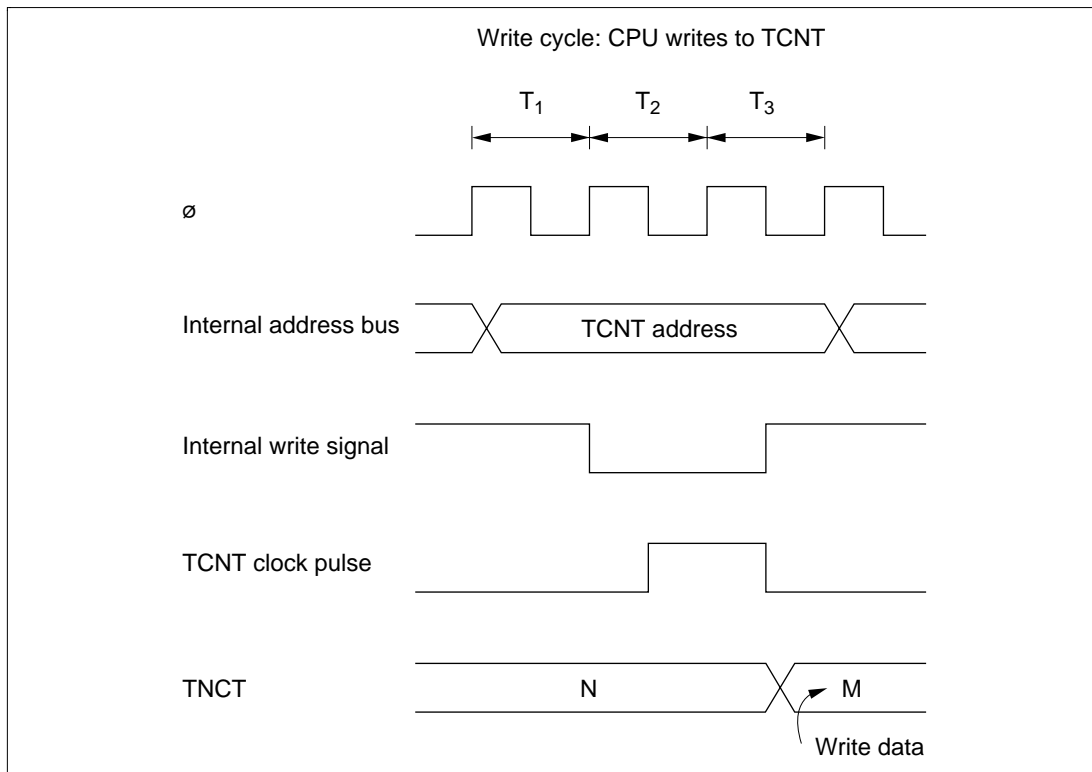 Write cycle: CPU writes to TCNT
T1 T2 T3
ø
Internal address bus TCNT address
Internal write signal
TCNT clock pulse
TNCT N M
Write data